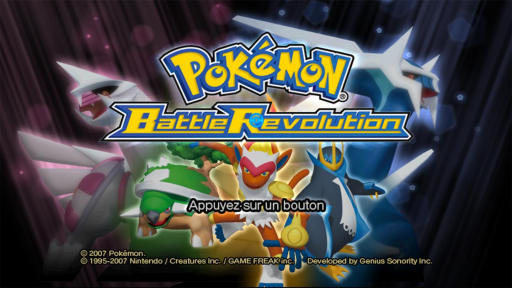 POKéMON
Battle Revolution
Appuyez sur un bouton
© 2007 Pokémon.
© 1995-2007 Nintendo / Creatures Inc. / GAME FREAK inc. Developed by Genius Sonority Inc.